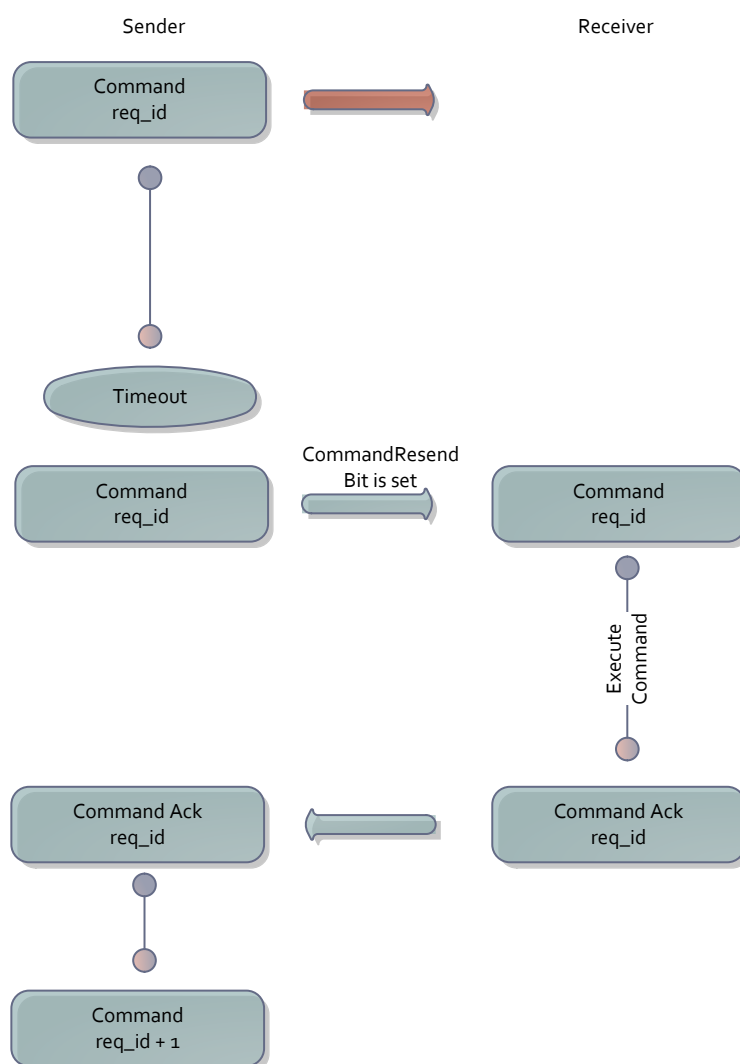 Sender
Receiver
Command
req_id
Timeout
CommandResend
Bit is set
Command
req_id
Command
req_id
Execute
Command
Command Ack
req_id
Command Ack
req_id
Command
req_id + 1